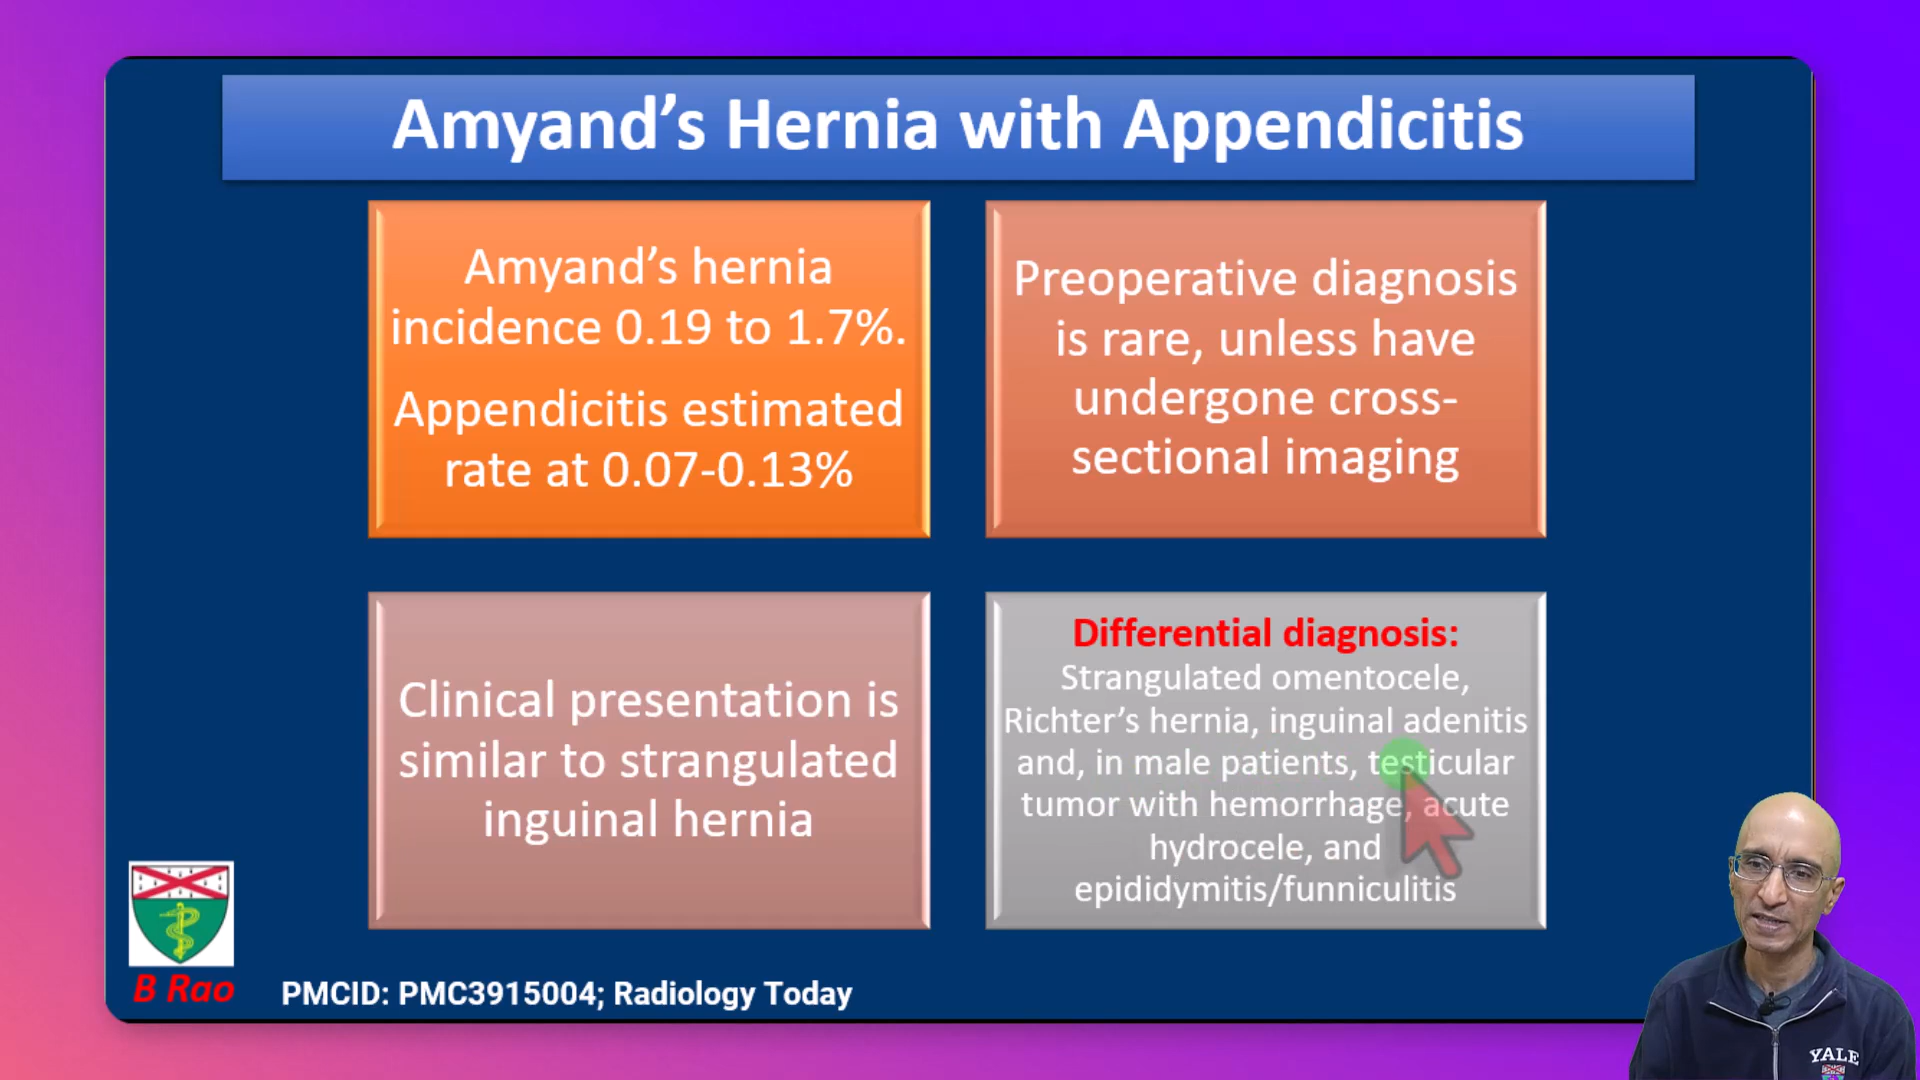 Amyand’s Hernia with Appendicitis
Amyand’s hernia
incidence 0.19 to 1.7%.
Appendicitis estimated
rate at 0.07-0.13%
Preoperative diagnosis
is rare, unless have
undergone cross-
sectional imaging
Clinical presentation is
similar to strangulated
inguinal hernia
Differential diagnosis:
Strangulated omentocele,
Richter’s hernia, inguinal adenitis
and, in male patients, testicular
tumor with hemorrhage, acute
hydrocele, and
epididymitis/funniculitis
B Rao
PMCID: PMC3915004; Radiology Today
YALE